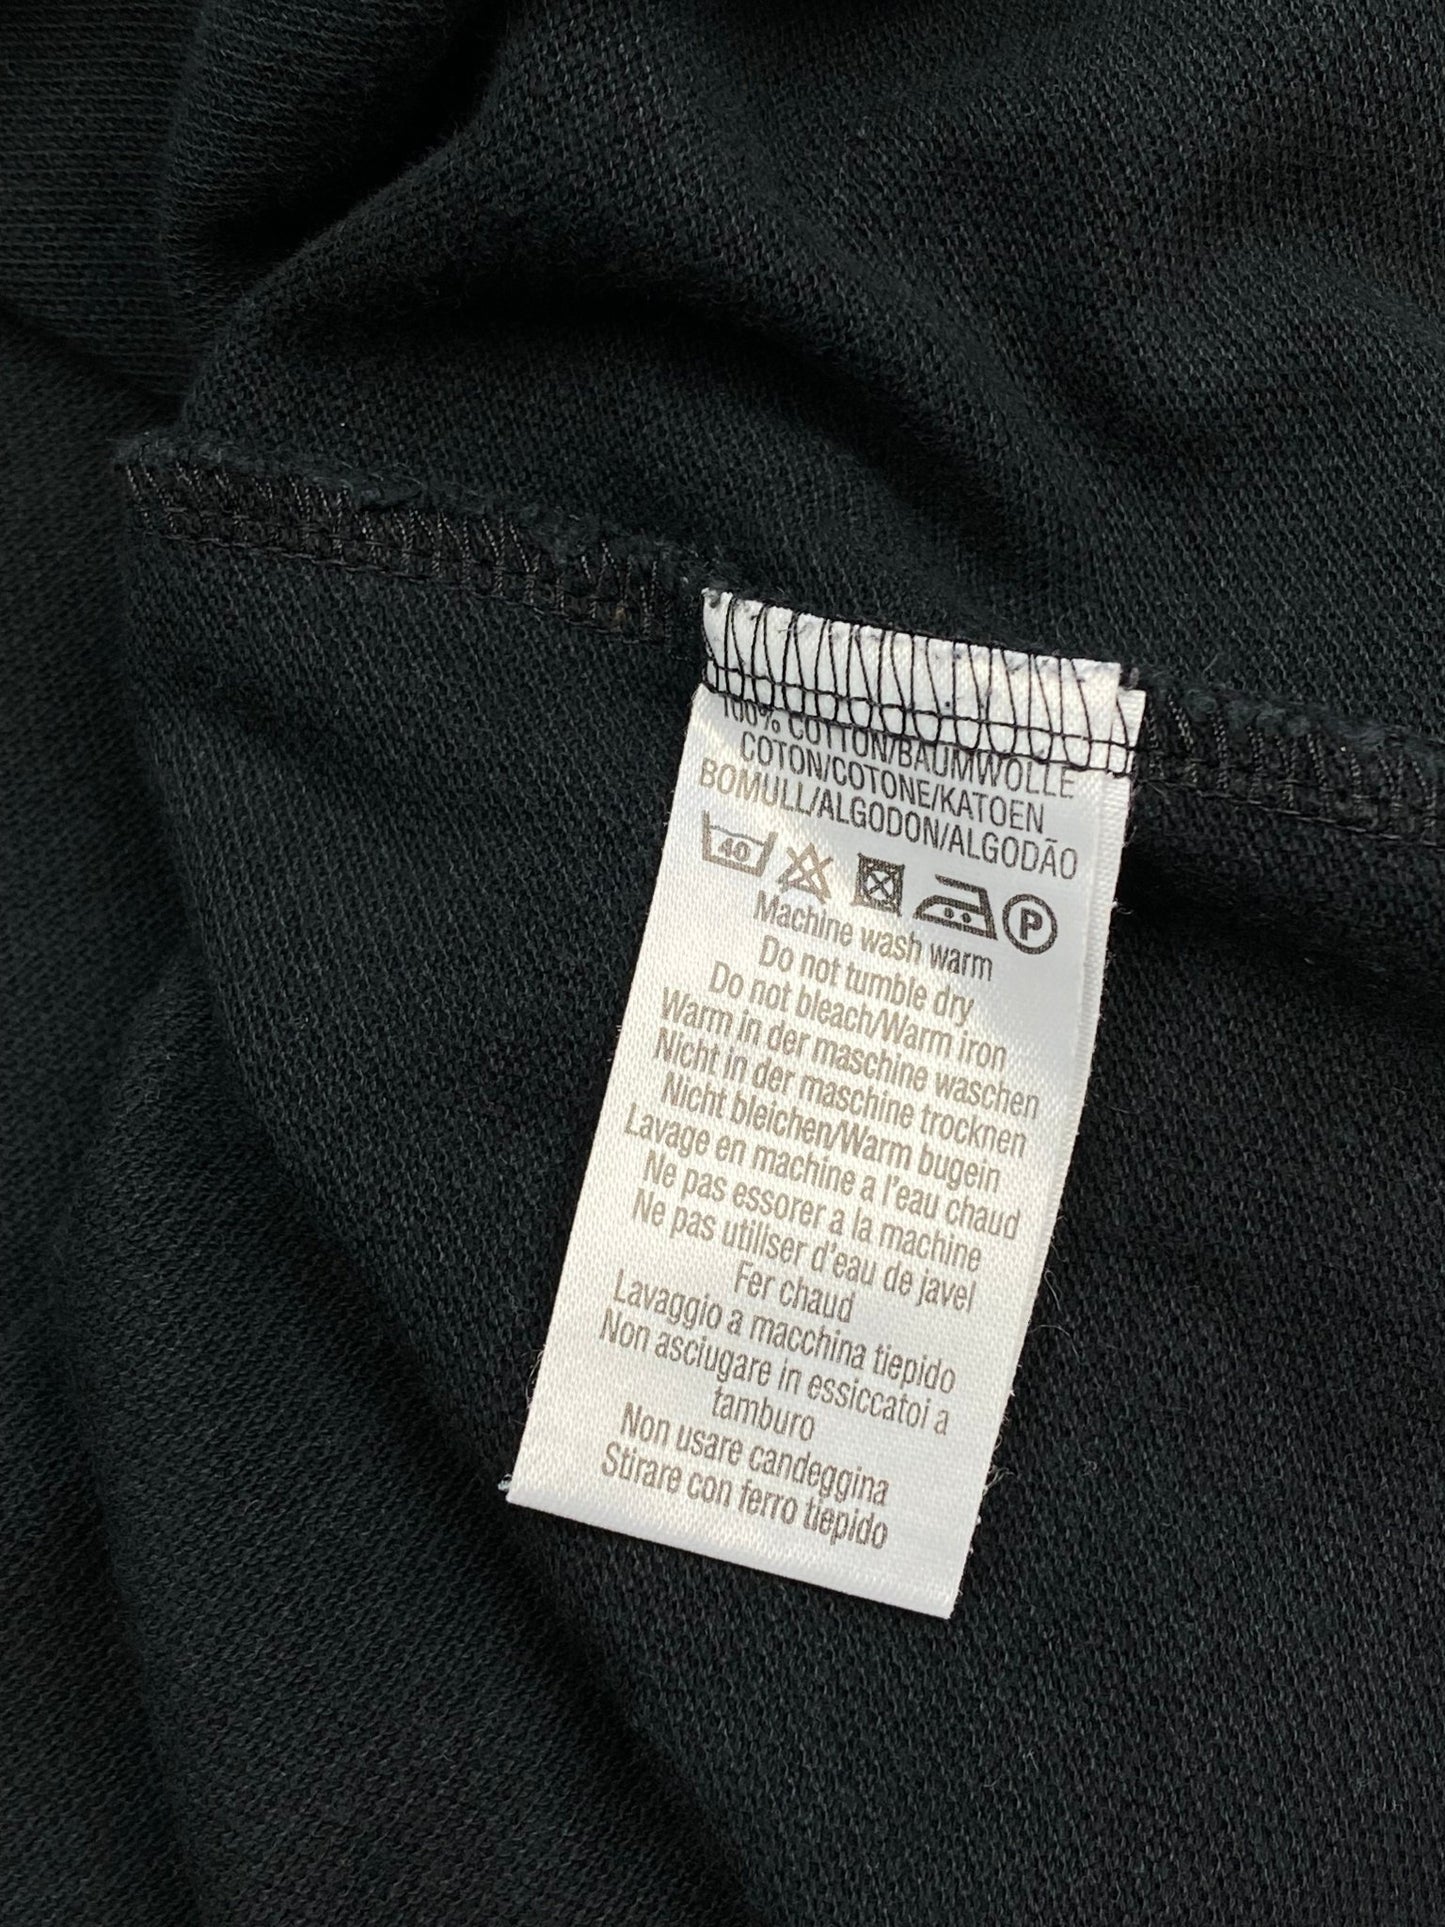 100% COTTON/BAUMWOLLE
COTON/COTONE/KATOEN
BOMULL/ALGODON/ALGODÃO
40 P
Machine wash warm
Do not tumble dry
Do not bleach/Warm iron
Warm in der maschine waschen
Nicht in der maschine trocknen
Nicht bleichen/Warm bugein
Lavage en machine a l'eau chaud
Ne pas essorer a la machine
Ne pas utiliser d'eau de javel
Fer chaud
Lavaggio a macchina tiepido
Non asciugare in essiccatoi a
tamburo
Non usare candeggina
Stirare con ferro tiepido